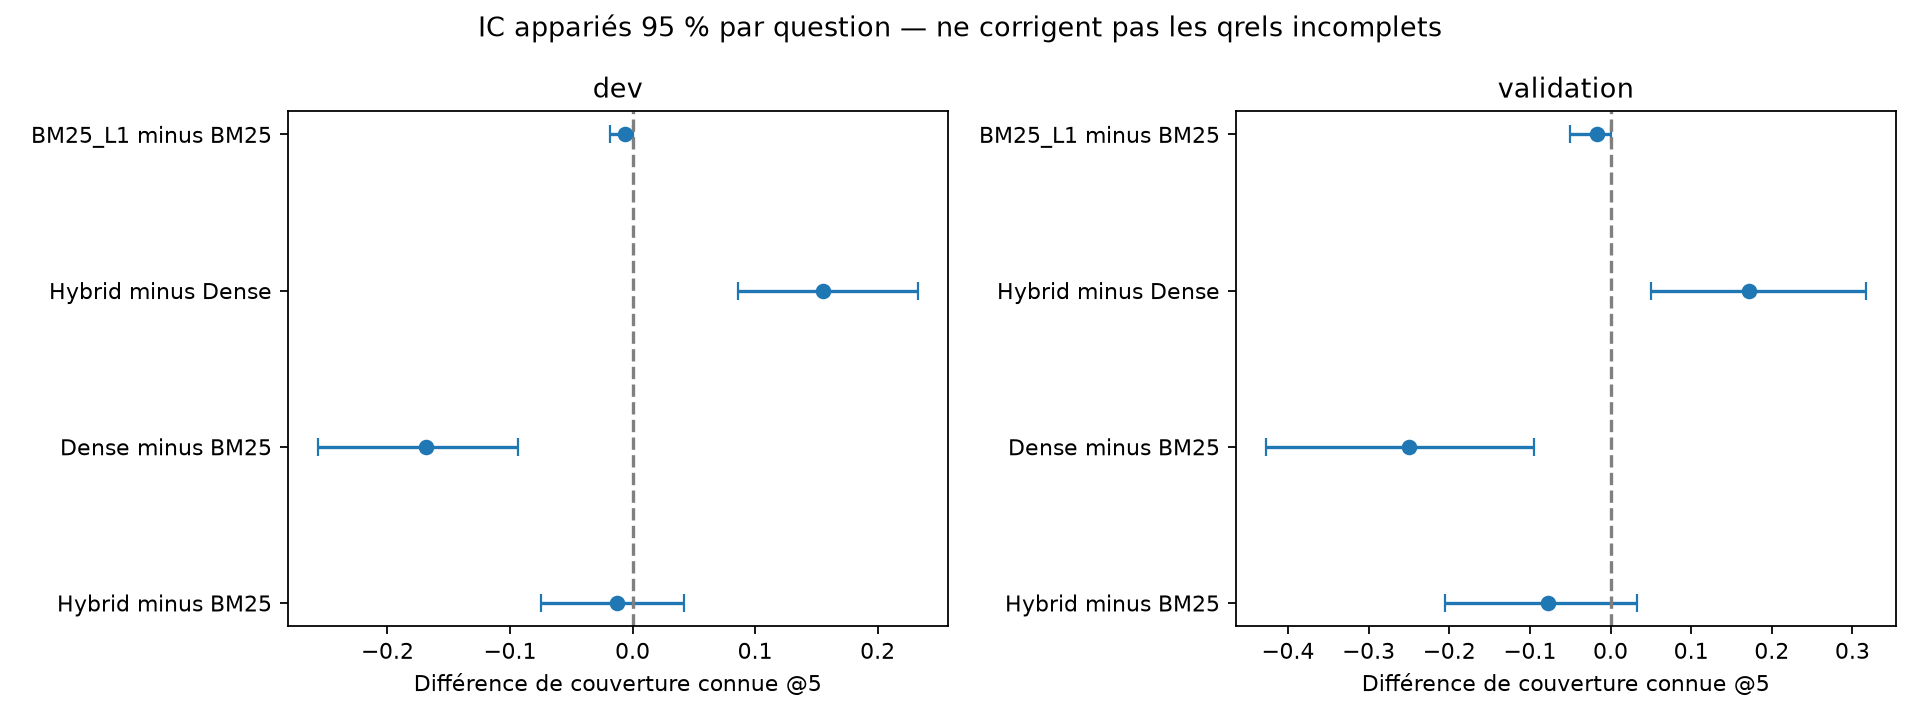 IC appariés 95 % par question — ne corrigent pas les qrels incomplets
dev
BM25_L1 minus BM25
Hybrid minus Dense
Dense minus BM25
Hybrid minus BM25
−0.2 −0.1 0.0 0.1 0.2
Différence de couverture connue @5
validation
BM25_L1 minus BM25
Hybrid minus Dense
Dense minus BM25
Hybrid minus BM25
−0.4 −0.3 −0.2 −0.1 0.0 0.1 0.2 0.3
Différence de couverture connue @5